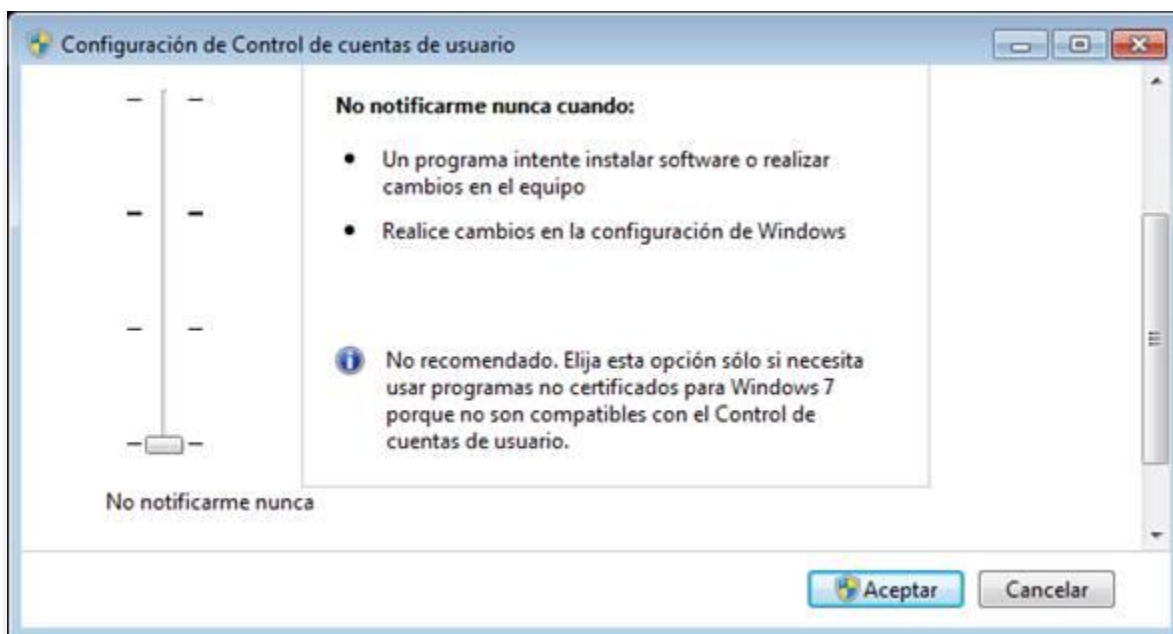 Configuración de Control de cuentas de usuario
No notificarme nunca cuando:
Un programa intente instalar software o realizar
cambios en el equipo
Realice cambios en la configuración de Windows
No recomendado. Elija esta opción sólo si necesita
usar programas no certificados para Windows 7
porque no son compatibles con el Control de
cuentas de usuario.
No notificarme nunca
Aceptar
Cancelar